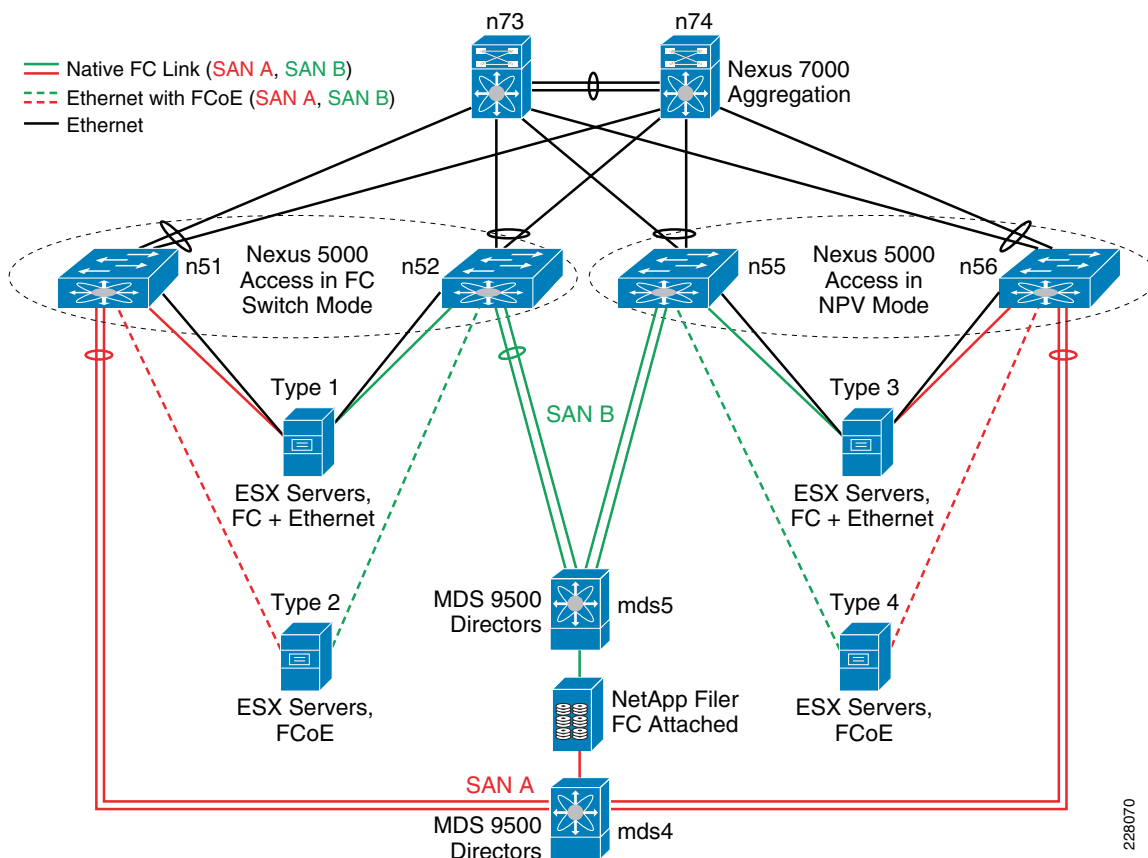 n73
n74
Native FC Link (SAN A, SAN B)
Ethernet with FCoE (SAN A, SAN B)
Ethernet
Nexus 7000
Aggregation
n51
Nexus 5000
Access in FC
Switch Mode
n52
n55
Nexus 5000
Access in
NPV Mode
n56
Type 1
ESX Servers,
FC + Ethernet
SAN B
Type 3
ESX Servers,
FC + Ethernet
Type 2
ESX Servers,
FCoE
MDS 9500
Directors
mds5
Type 4
ESX Servers,
FCoE
NetApp Filer
FC Attached
SAN A
MDS 9500
Directors
mds4
228070